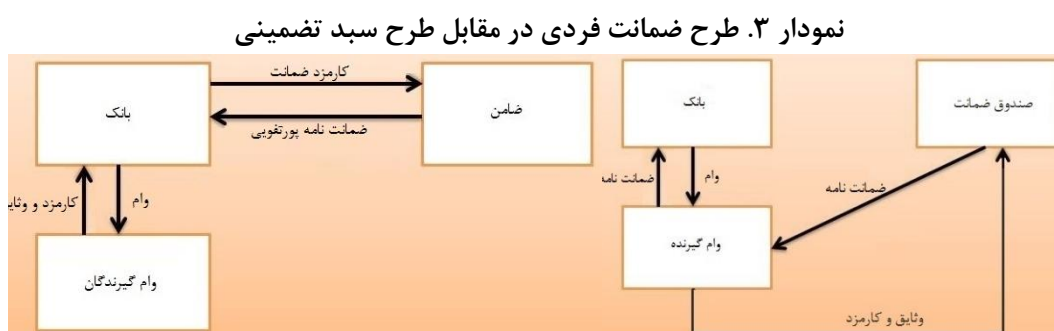 نمودار ۳. طرح ضمانت فردی در مقابل طرح سبد تضمینی
صندوق ضمانت
بانک
ضمانت نامه
وام
ضمانت نامه
وام گیرنده
وثایق و کارمزد
کارمزد ضمانت
ضامن
بانک
ضمانت نامه پورتفویی
وام
کارمزد و وثایق
وام گیرندگان